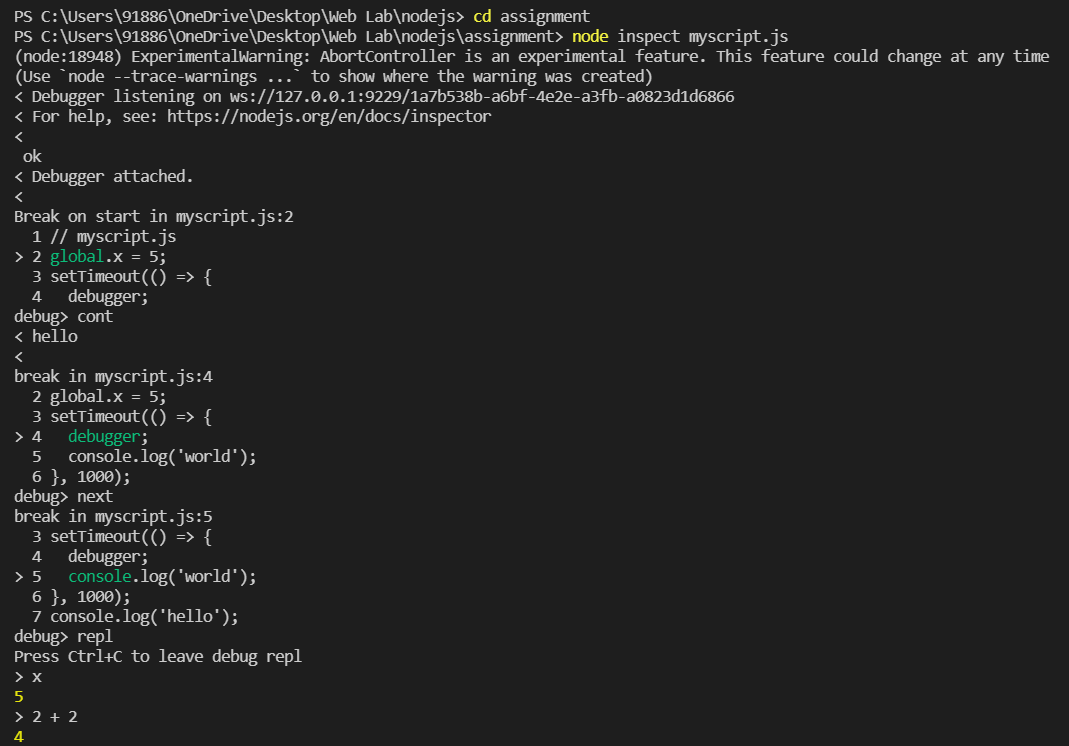 PS C:\Users\91886\OneDrive\Desktop\Web Lab\nodejs> cd assignment
PS C:\Users\91886\OneDrive\Desktop\Web Lab\nodejs\assignment> node inspect myscript.js
(node:18948) ExperimentalWarning: AbortController is an experimental feature. This feature could change at any time
(Use `node --trace-warnings ...` to show where the warning was created)
< Debugger listening on ws://127.0.0.1:9229/1a7b538b-a6bf-4e2e-a3fb-a0823d1d6866
< For help, see: https://nodejs.org/en/docs/inspector
<
 ok
< Debugger attached.
<
Break on start in myscript.js:2
  1 // myscript.js
> 2 global.x = 5;
  3 setTimeout(() => {
  4   debugger;
debug> cont
< hello
<
break in myscript.js:4
  2 global.x = 5;
  3 setTimeout(() => {
> 4   debugger;
  5   console.log('world');
  6 }, 1000);
debug> next
break in myscript.js:5
  3 setTimeout(() => {
  4   debugger;
> 5   console.log('world');
  6 }, 1000);
  7 console.log('hello');
debug> repl
Press Ctrl+C to leave debug repl
> x
5
> 2 + 2
4